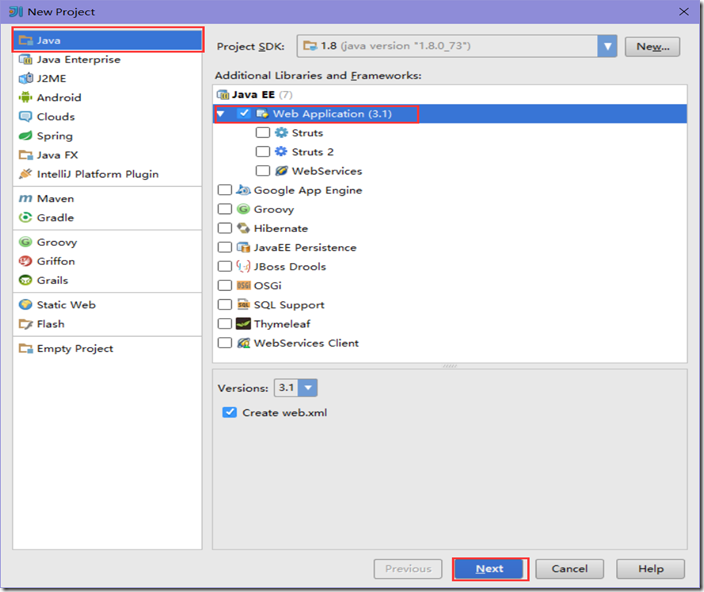 New Project
Java
Java Enterprise
J2ME
Android
Clouds
Spring
Java FX
IntelliJ Platform Plugin
Maven
Gradle
Groovy
Griffon
Grails
Static Web
Flash
Empty Project
Project SDK: 1.8 (java version "1.8.0_73") New...
Additional Libraries and Frameworks:
Java EE (7)
Web Application (3.1)
Struts
Struts 2
WebServices
Google App Engine
Groovy
Hibernate
JavaEE Persistence
JBoss Drools
OSGi
SQL Support
Thymeleaf
WebServices Client
Versions: 3.1
Create web.xml
Previous Next Cancel Help